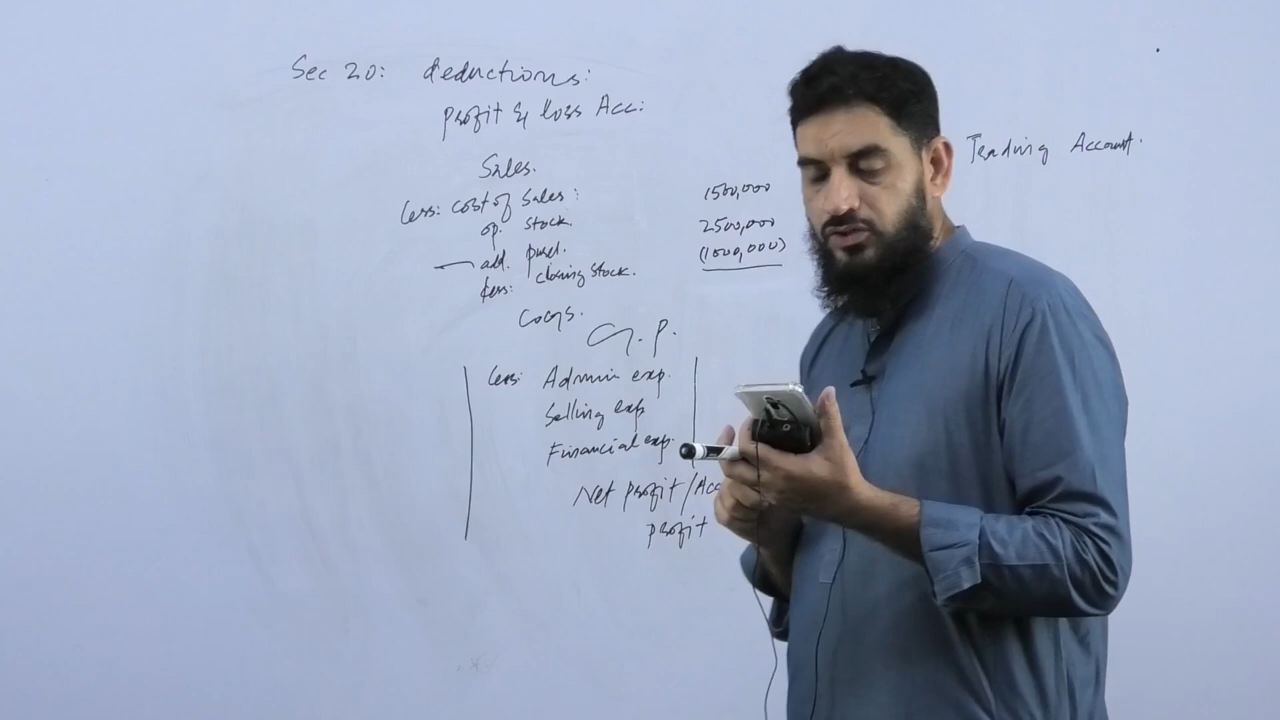 Sec 20: deductions:
Profit & Loss Acc:
Trading Account.
Sales.
Less: cost of Sales:
op. stock. 1500,000
add. purch. 2500,000
Less: closing stock. (1000,000)
COGS.
G.P.
Less: Admin exp.
Selling exp
Financial exp.
Net profit/Acc
profit